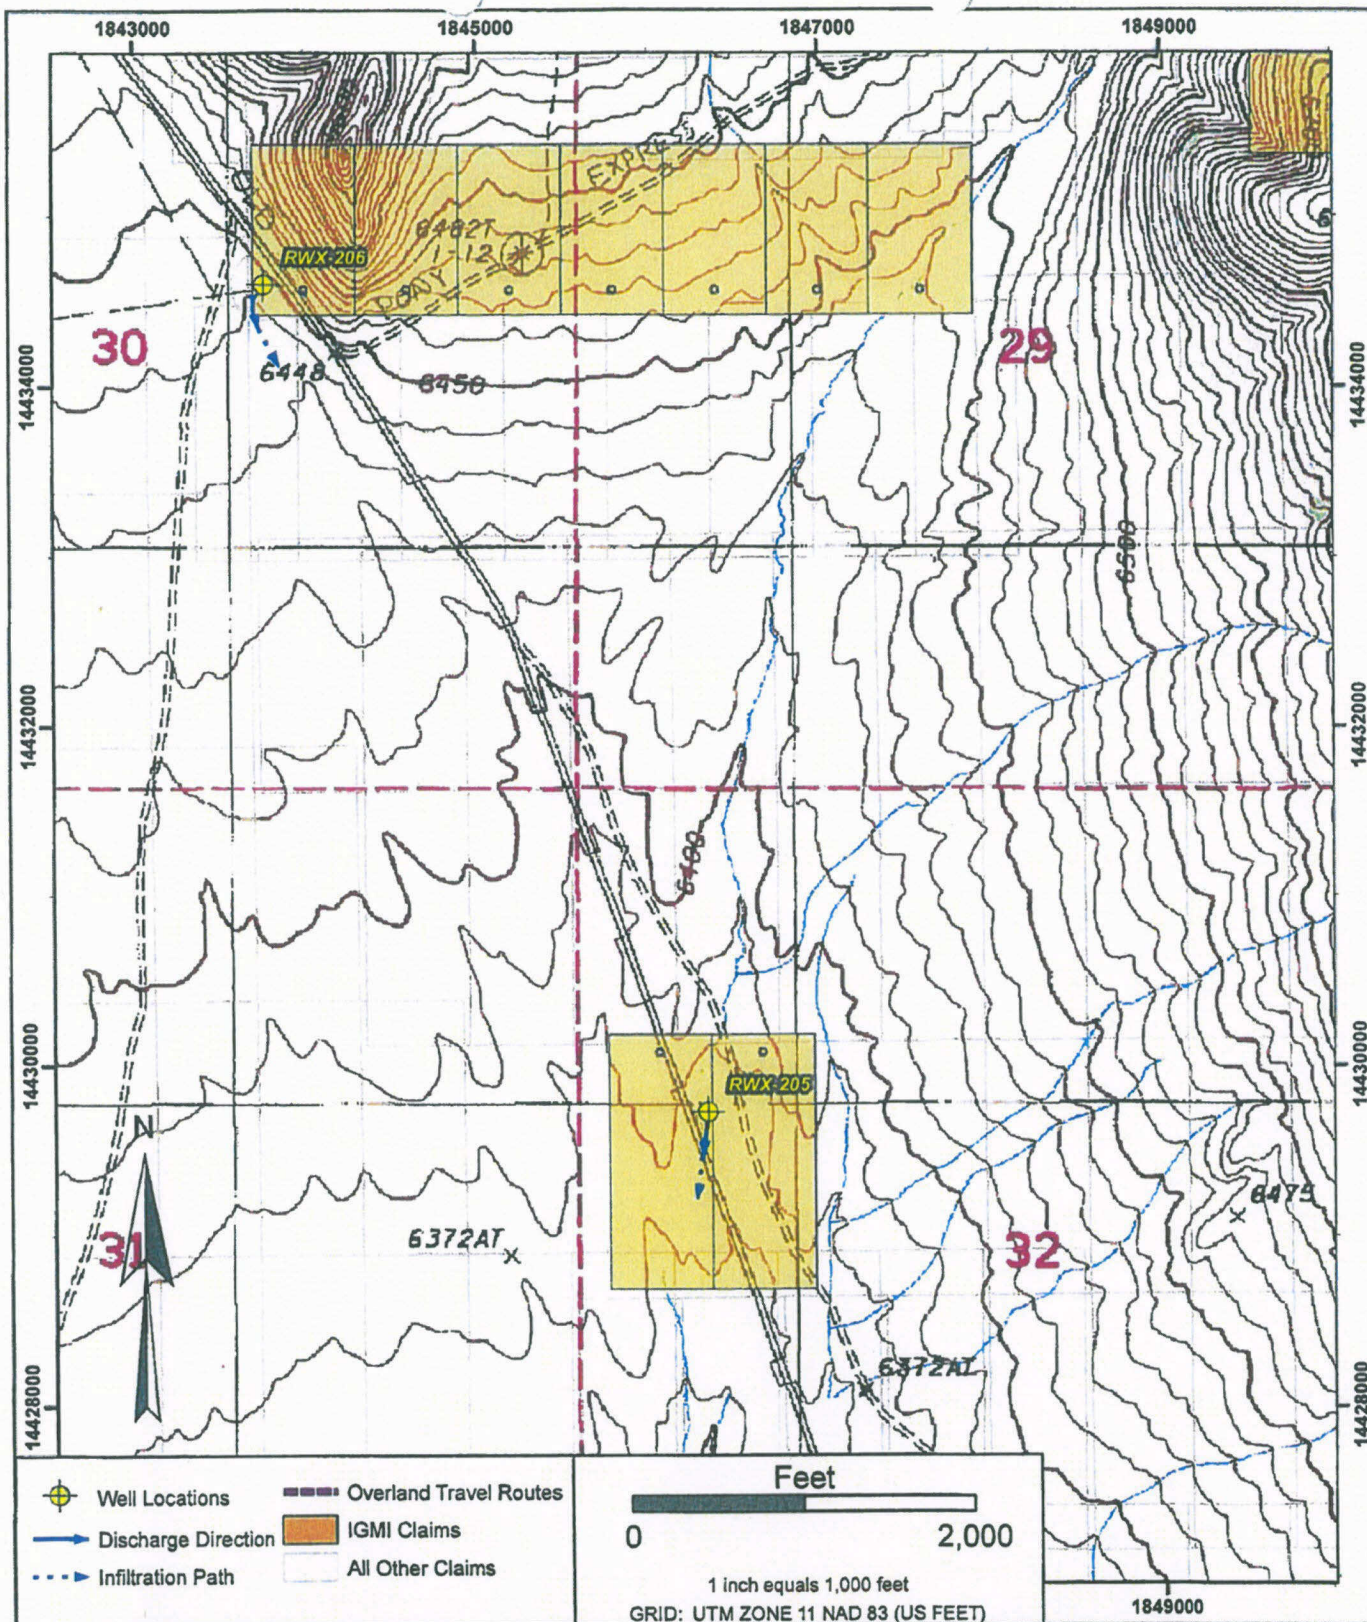 1843000 1845000 1847000 1849000
EXPRESS
6482T
1-12
RWX-206
PONY
30
29
6448
6450
14434000
14434000
6500
14432000
14432000
6400
14430000
14430000
RWX-205
N
6475
6372AT
31
32
6372AT
14428000
14428000
Well Locations
Discharge Direction
Infiltration Path
Overland Travel Routes
IGMI Claims
All Other Claims
Feet
0 2,000
1 inch equals 1,000 feet
GRID: UTM ZONE 11 NAD 83 (US FEET)
1849000